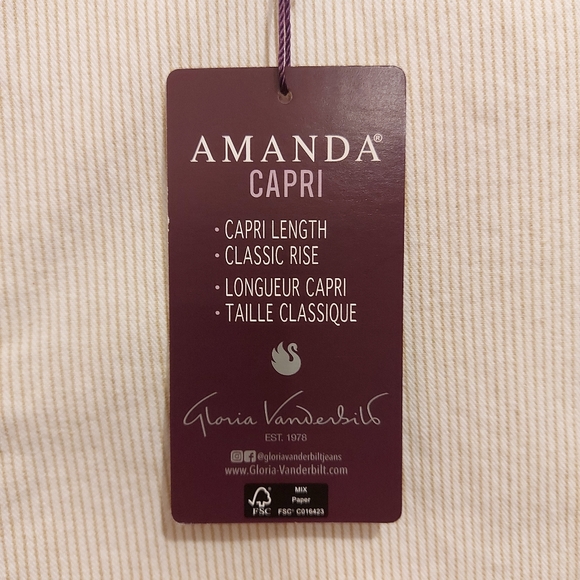 AMANDA®
CAPRI
• CAPRI LENGTH
• CLASSIC RISE
• LONGUEUR CAPRI
• TAILLE CLASSIQUE
Gloria Vanderbilt
EST. 1978
@gloriavanderbiltjeans
www.Gloria-Vanderbilt.com
MIX
Paper
FSC FSC® C016423